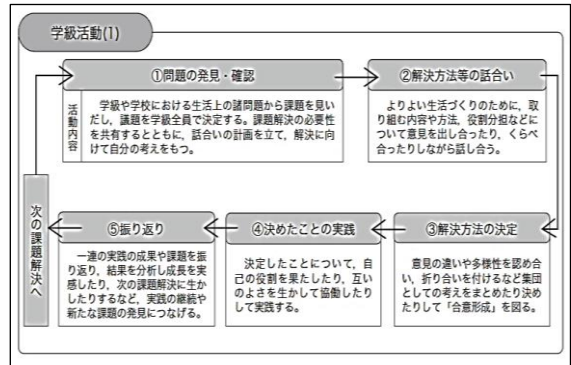 学級活動(1)
①問題の発見・確認
活動内容
学級や学校における生活上の諸問題から課題を見い
だし，議題を学級全員で決定する。課題解決の必要性
を共有するとともに，話合いの計画を立て，解決に向
けて自分の考えをもつ。
②解決方法等の話合い
よりよい生活づくりのために，取
り組む内容や方法，役割分担などに
ついて意見を出し合ったり，くらべ
合ったりしながら話し合う。
③解決方法の決定
意見の違いや多様性を認め合
い，折り合いを付けるなど集団
としての考えをまとめたり決め
たりして「合意形成」を図る。
④決めたことの実践
決定したことについて，自
己の役割を果たしたり，互い
のよさを生かして協働したり
して実践する。
⑤振り返り
一連の実践の成果や課題を振
り返り，結果を分析し成長を実
感したり，次の課題解決に生か
したりするなど，実践の継続や
新たな課題の発見につなげる。
次の課題解決へ